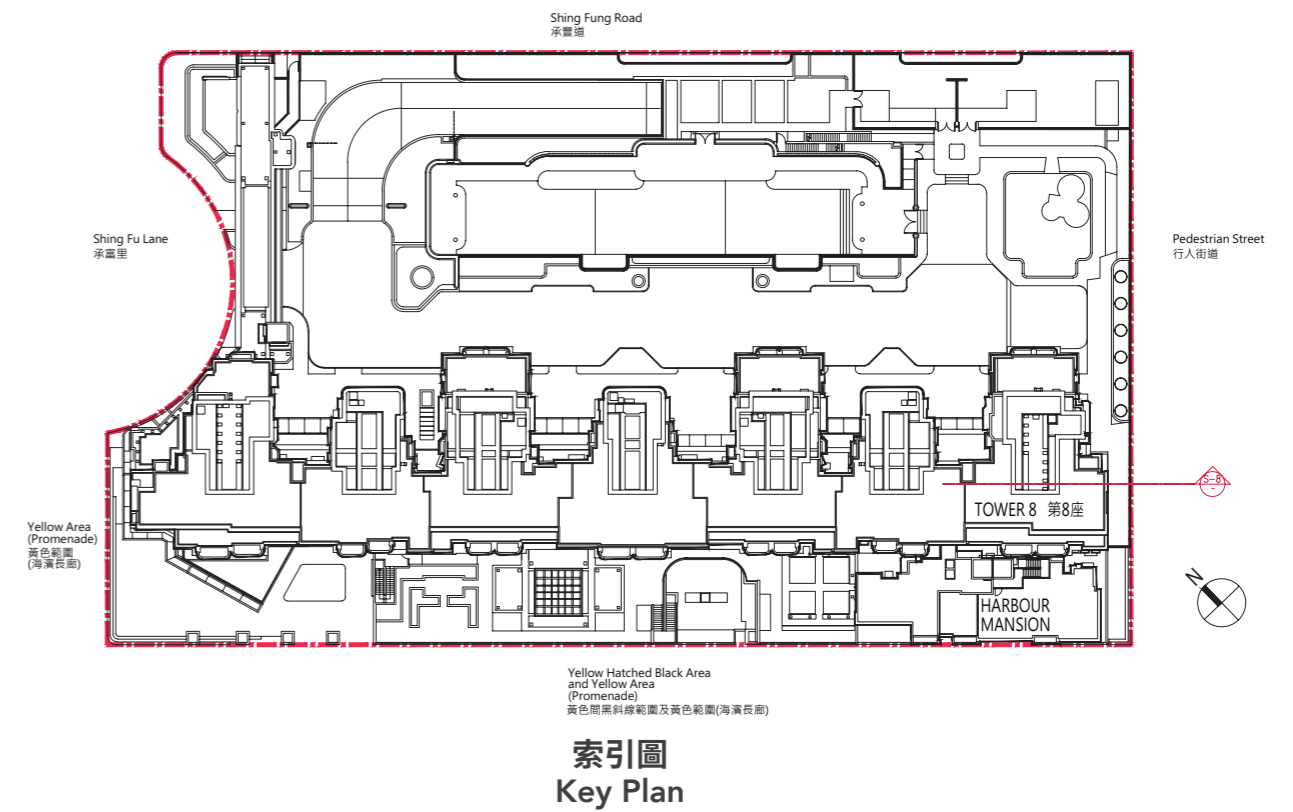 Shing Fung Road
承豐道
Shing Fu Lane
承富里
Pedestrian Street
行人街道
S-8
-
TOWER 8 第8座
Yellow Area
(Promenade)
黃色範圍
(海濱長廊)
N
HARBOUR
MANSION
Yellow Hatched Black Area
and Yellow Area
(Promenade)
黃色間黑斜線範圍及黃色範圍(海濱長廊)
索引圖
Key Plan